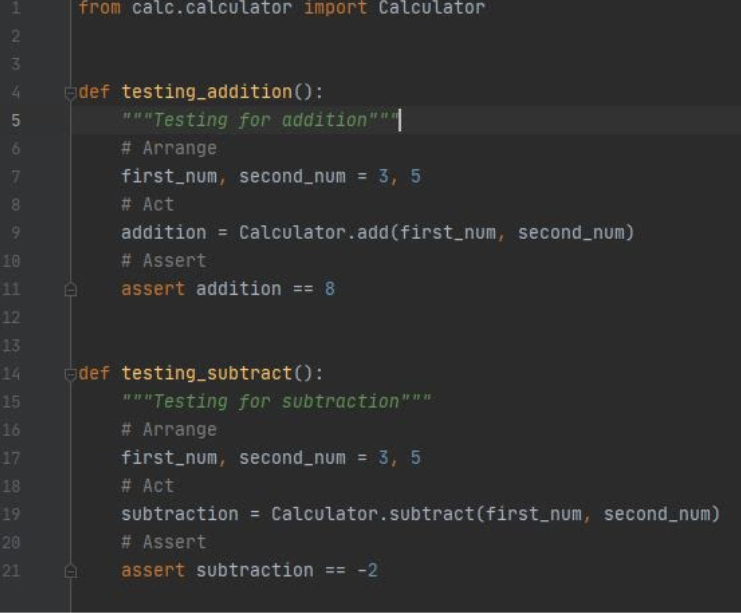 1 from calc.calculator import Calculator
2
3
4 def testing_addition():
5     """Testing for addition"""
6     # Arrange
7     first_num, second_num = 3, 5
8     # Act
9     addition = Calculator.add(first_num, second_num)
10     # Assert
11     assert addition == 8
12
13
14 def testing_subtract():
15     """Testing for subtraction"""
16     # Arrange
17     first_num, second_num = 3, 5
18     # Act
19     subtraction = Calculator.subtract(first_num, second_num)
20     # Assert
21     assert subtraction == -2